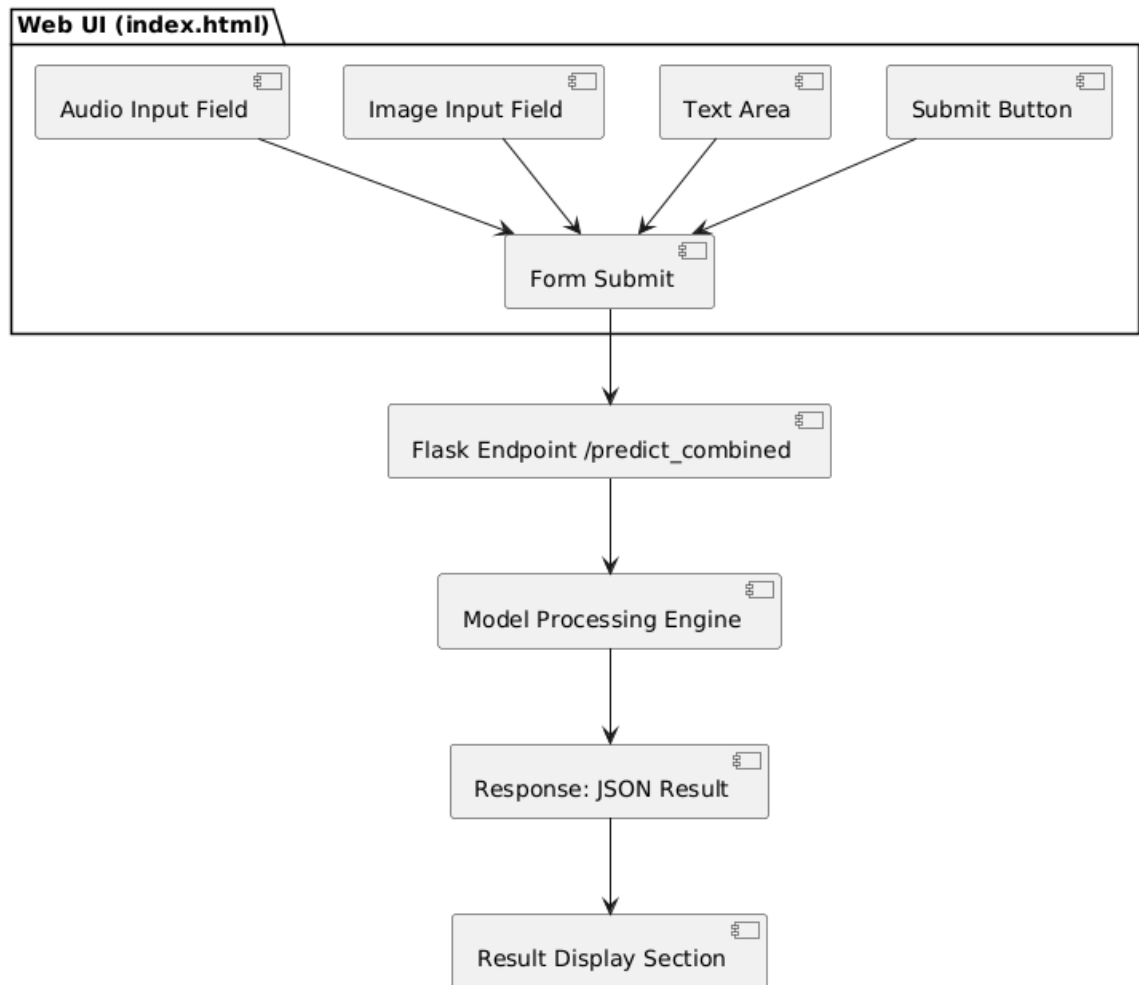 Web UI (index.html)
Audio Input Field
Image Input Field
Text Area
Submit Button
Form Submit
Flask Endpoint /predict_combined
Model Processing Engine
Response: JSON Result
Result Display Section